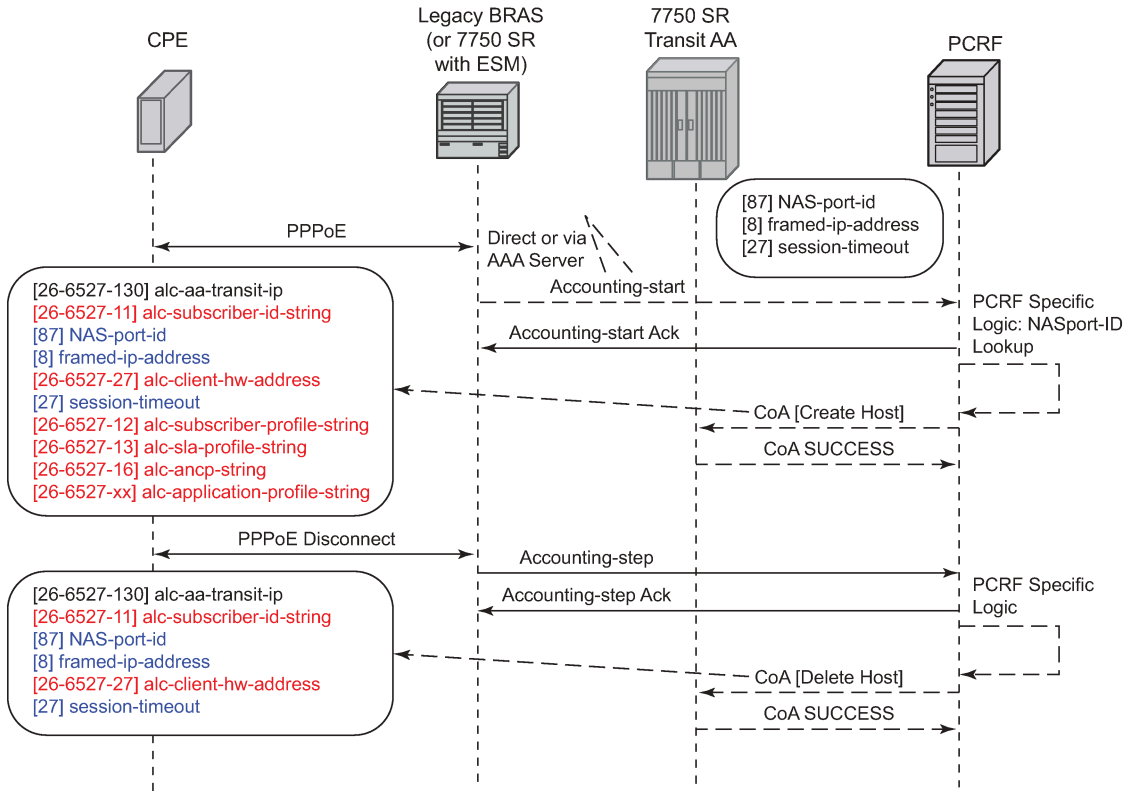 CPE
Legacy BRAS
(or 7750 SR
with ESM)
7750 SR
Transit AA
PCRF
[87] NAS-port-id
[8] framed-ip-address
[27] session-timeout
PPPoE
Direct or via
AAA Server
Accounting-start
[26-6527-130] alc-aa-transit-ip
[26-6527-11] alc-subscriber-id-string
[87] NAS-port-id
[8] framed-ip-address
[26-6527-27] alc-client-hw-address
[27] session-timeout
[26-6527-12] alc-subscriber-profile-string
[26-6527-13] alc-sla-profile-string
[26-6527-16] alc-ancp-string
[26-6527-xx] alc-application-profile-string
Accounting-start Ack
PCRF Specific
Logic: NASport-ID
Lookup
CoA [Create Host]
CoA SUCCESS
PPPoE Disconnect
Accounting-step
Accounting-step Ack
PCRF Specific
Logic
[26-6527-130] alc-aa-transit-ip
[26-6527-11] alc-subscriber-id-string
[87] NAS-port-id
[8] framed-ip-address
[26-6527-27] alc-client-hw-address
[27] session-timeout
CoA [Delete Host]
CoA SUCCESS